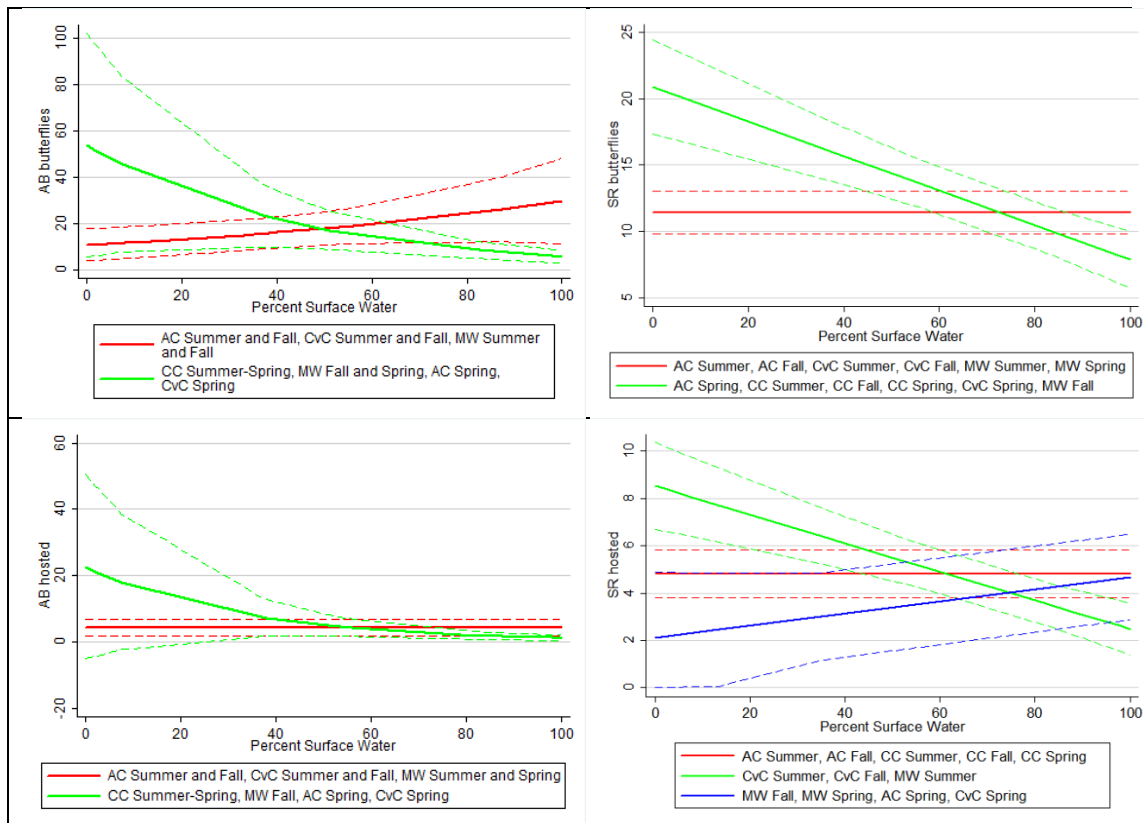 AB butterflies
100
80
60
40
20
0
0 20 40 60 80 100
Percent Surface Water
AC Summer and Fall, CvC Summer and Fall, MW Summer
and Fall
CC Summer-Spring, MW Fall and Spring, AC Spring,
CvC Spring
SR butterflies
25
20
15
10
5
0 20 40 60 80 100
Percent Surface Water
AC Summer, AC Fall, CvC Summer, CvC Fall, MW Summer, MW Spring
AC Spring, CC Summer, CC Fall, CC Spring, CvC Spring, MW Fall
AB hosted
60
40
20
0
-20
0 20 40 60 80 100
Percent Surface Water
AC Summer and Fall, CvC Summer and Fall, MW Summer and Spring
CC Summer-Spring, MW Fall, AC Spring, CvC Spring
SR hosted
10
8
6
4
2
0
0 20 40 60 80 100
Percent Surface Water
AC Summer, AC Fall, CC Summer, CC Fall, CC Spring
CvC Summer, CvC Fall, MW Summer
MW Fall, MW Spring, AC Spring, CvC Spring